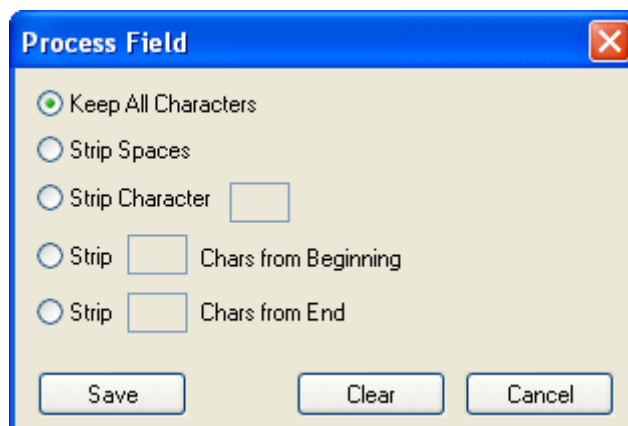 Process Field
Keep All Characters
Strip Spaces
Strip Character
Strip Chars from Beginning
Strip Chars from End
Save Clear Cancel